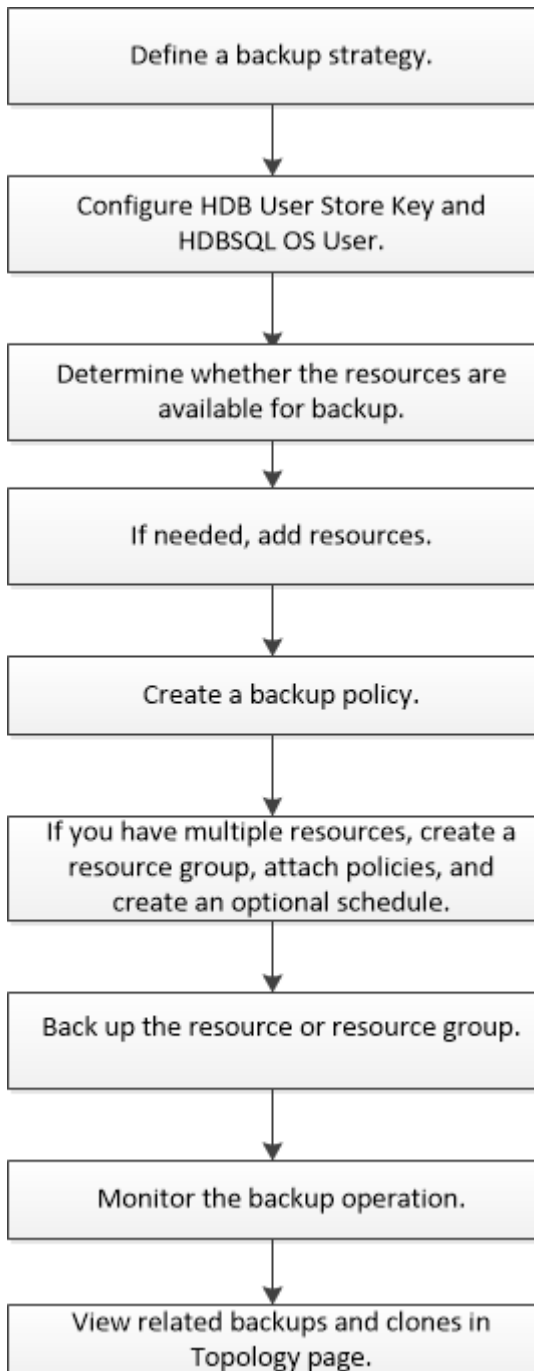 Define a backup strategy.
Configure HDB User Store Key and
HDBSQL OS User.
Determine whether the resources are
available for backup.
If needed, add resources.
Create a backup policy.
If you have multiple resources, create a
resource group, attach policies, and
create an optional schedule.
Back up the resource or resource group.
Monitor the backup operation.
View related backups and clones in
Topology page.